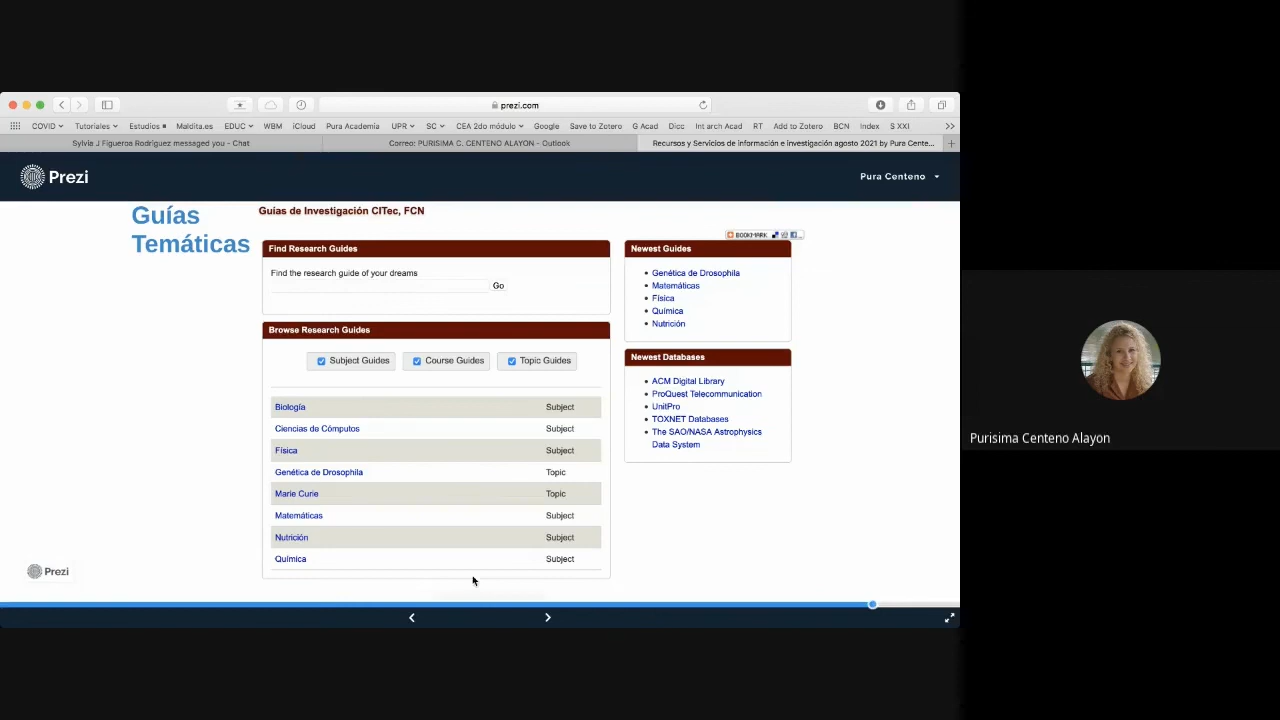 prezi.com
COVID Tutoriales Estudios Maldita.es EDUC WBM iCloud Pura Academia UPR SC CEA 2do módulo Google Save to Zotero G Acad Dicc Int arch Acad RT Add to Zotero BCN Index S XXI
Sylvia J Figueroa Rodriguez messaged you - Chat
Correo: PURISIMA C. CENTENO ALAYON - Outlook
Recursos y Servicios de información e investigación agosto 2021 by Pura Cente...
Prezi
Pura Centeno
Guías
Temáticas
Guías de Investigación CITec, FCN
BOOKMARK
Find Research Guides
Find the research guide of your dreams
Go
Browse Research Guides
Subject Guides Course Guides Topic Guides
Biología Subject
Ciencias de Cómputos Subject
Física Subject
Genética de Drosophila Topic
Marie Curie Topic
Matemáticas Subject
Nutrición Subject
Química Subject
Newest Guides
Genética de Drosophila
Matemáticas
Física
Química
Nutrición
Newest Databases
ACM Digital Library
ProQuest Telecommunication
UnitPro
TOXNET Databases
The SAO/NASA Astrophysics
Data System
Prezi
Purisima Centeno Alayon